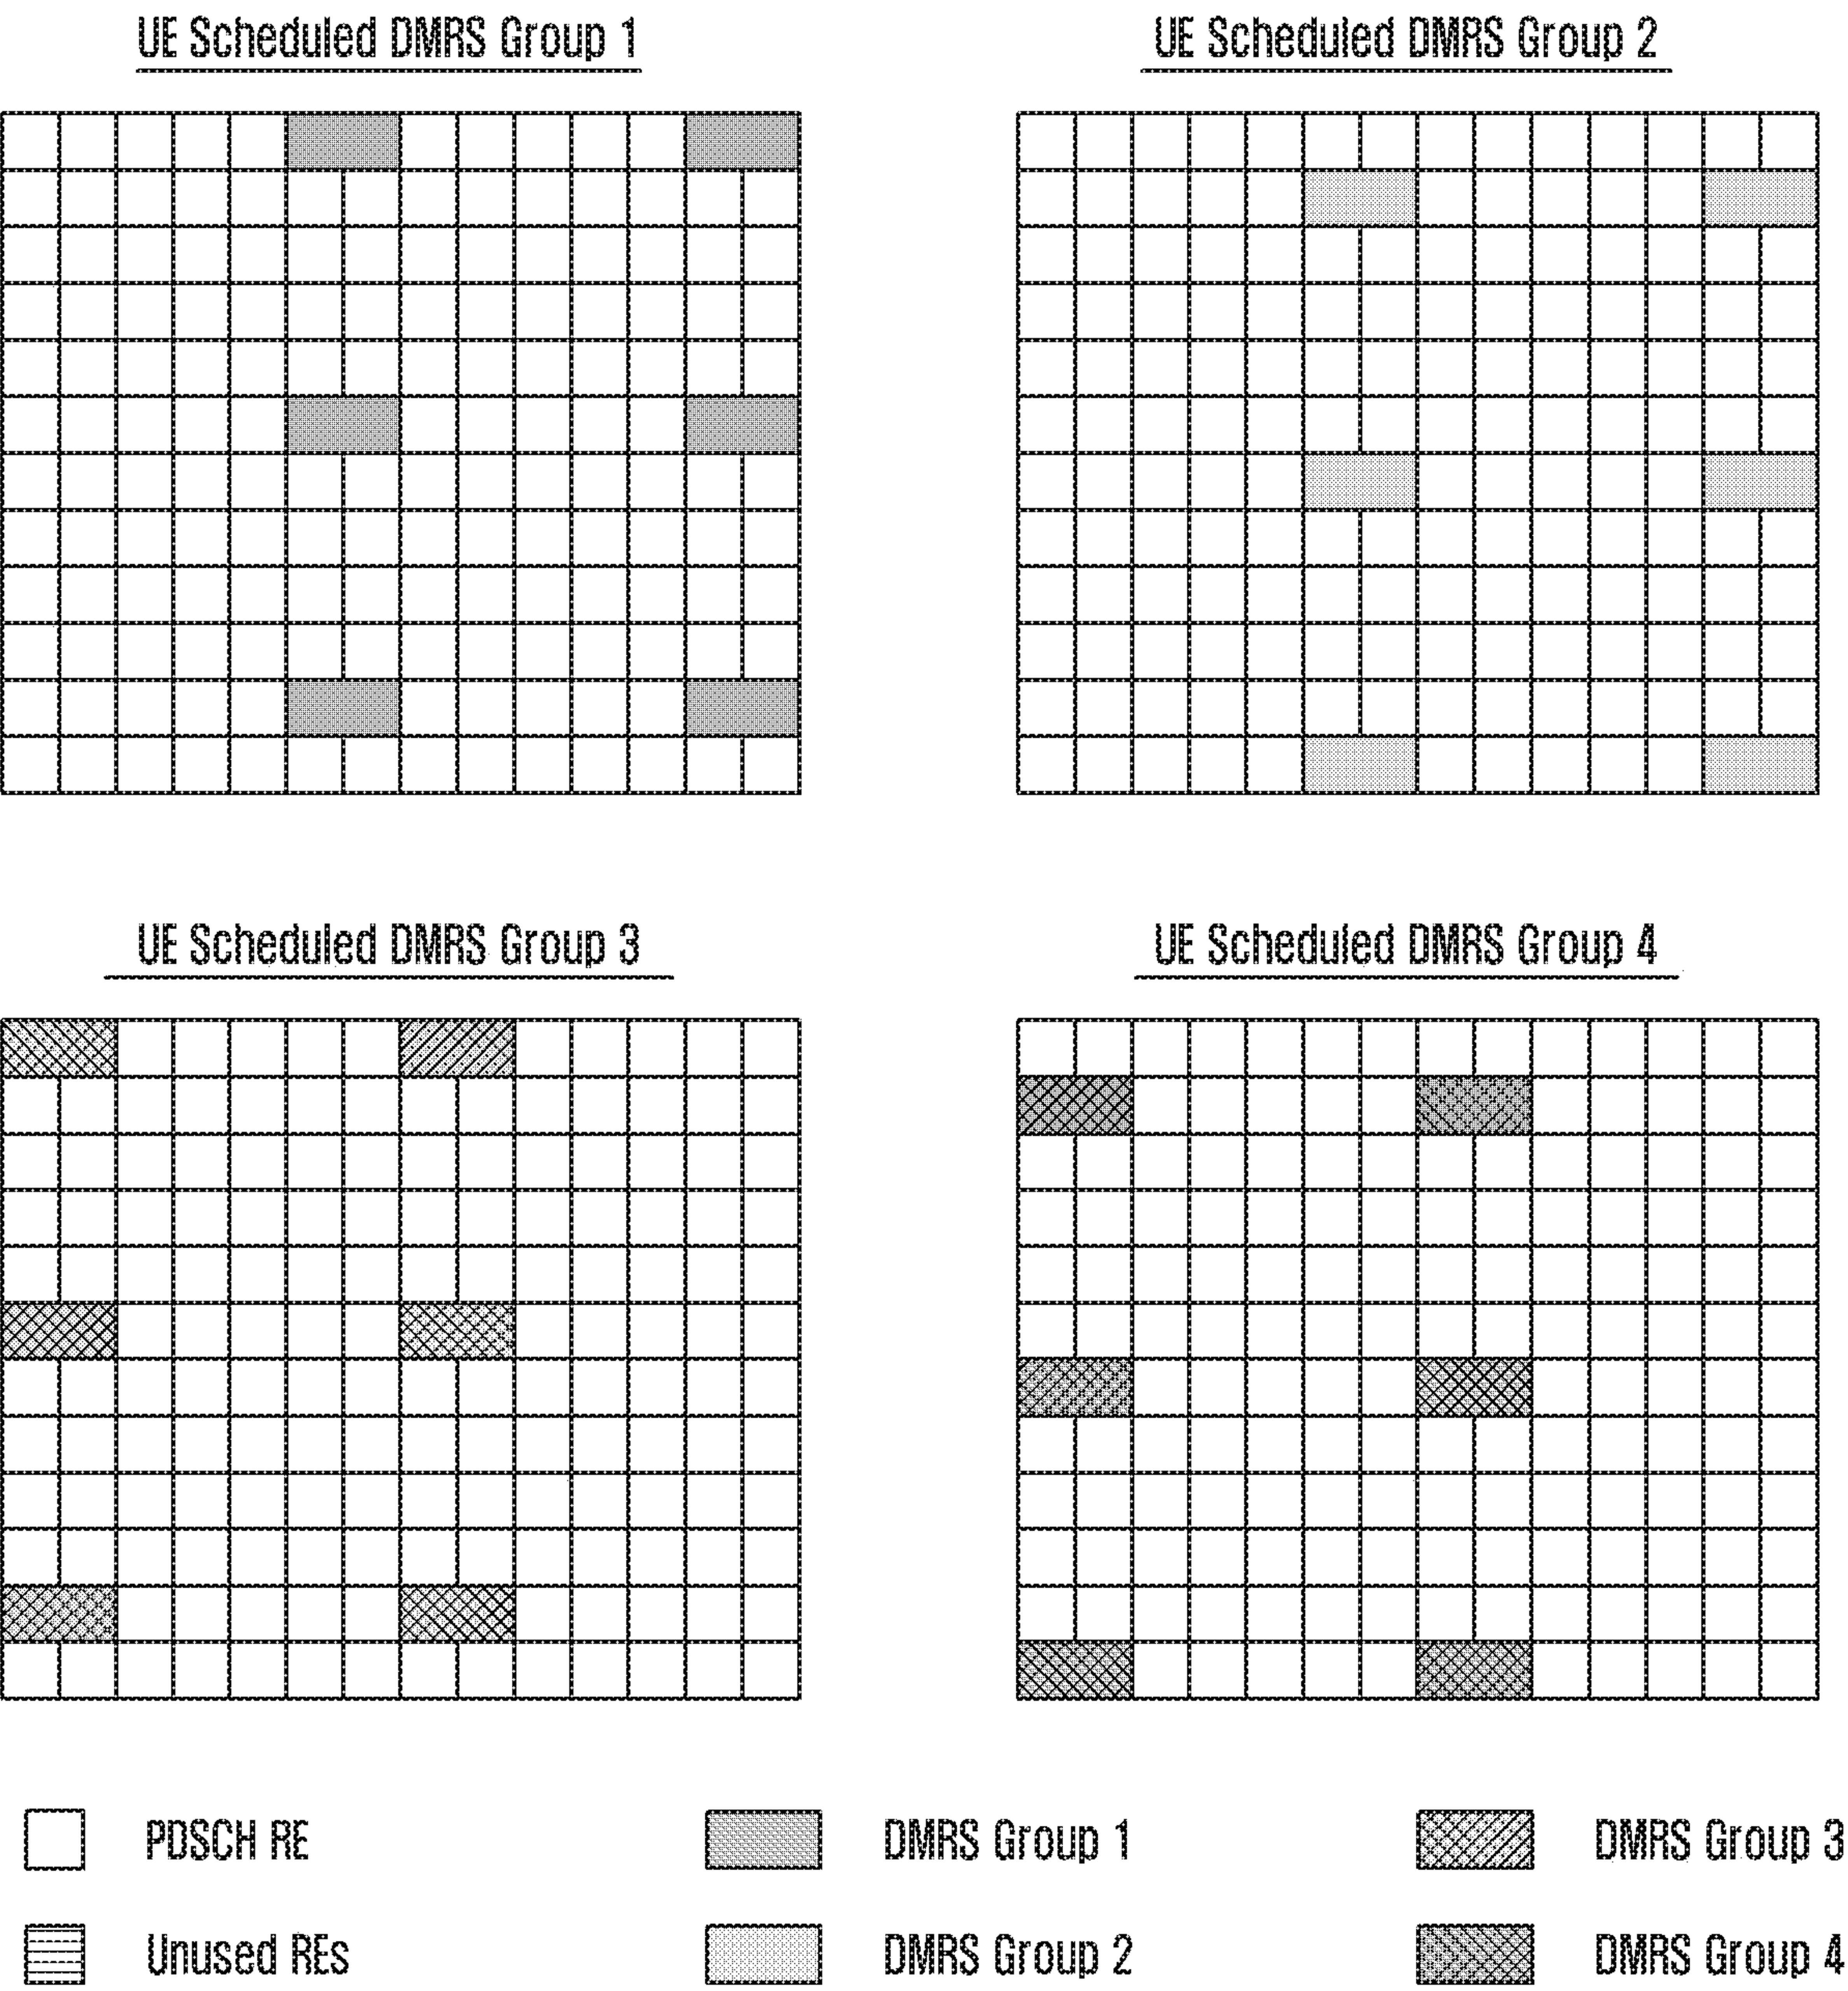 UE Scheduled DMRS Group 1
UE Scheduled DMRS Group 2
UE Scheduled DMRS Group 3
UE Scheduled DMRS Group 4
PDSCH RE
DMRS Group 1
DMRS Group 3
Unused REs
DMRS Group 2
DMRS Group 4